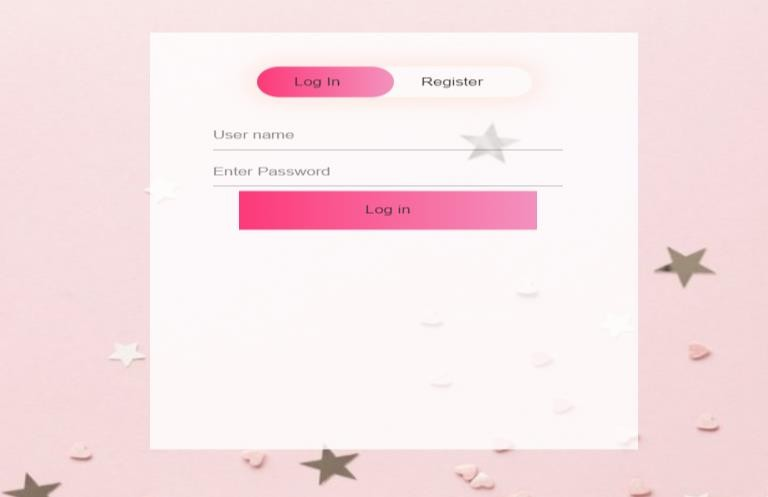 Log In Register
User name
Enter Password
Log in